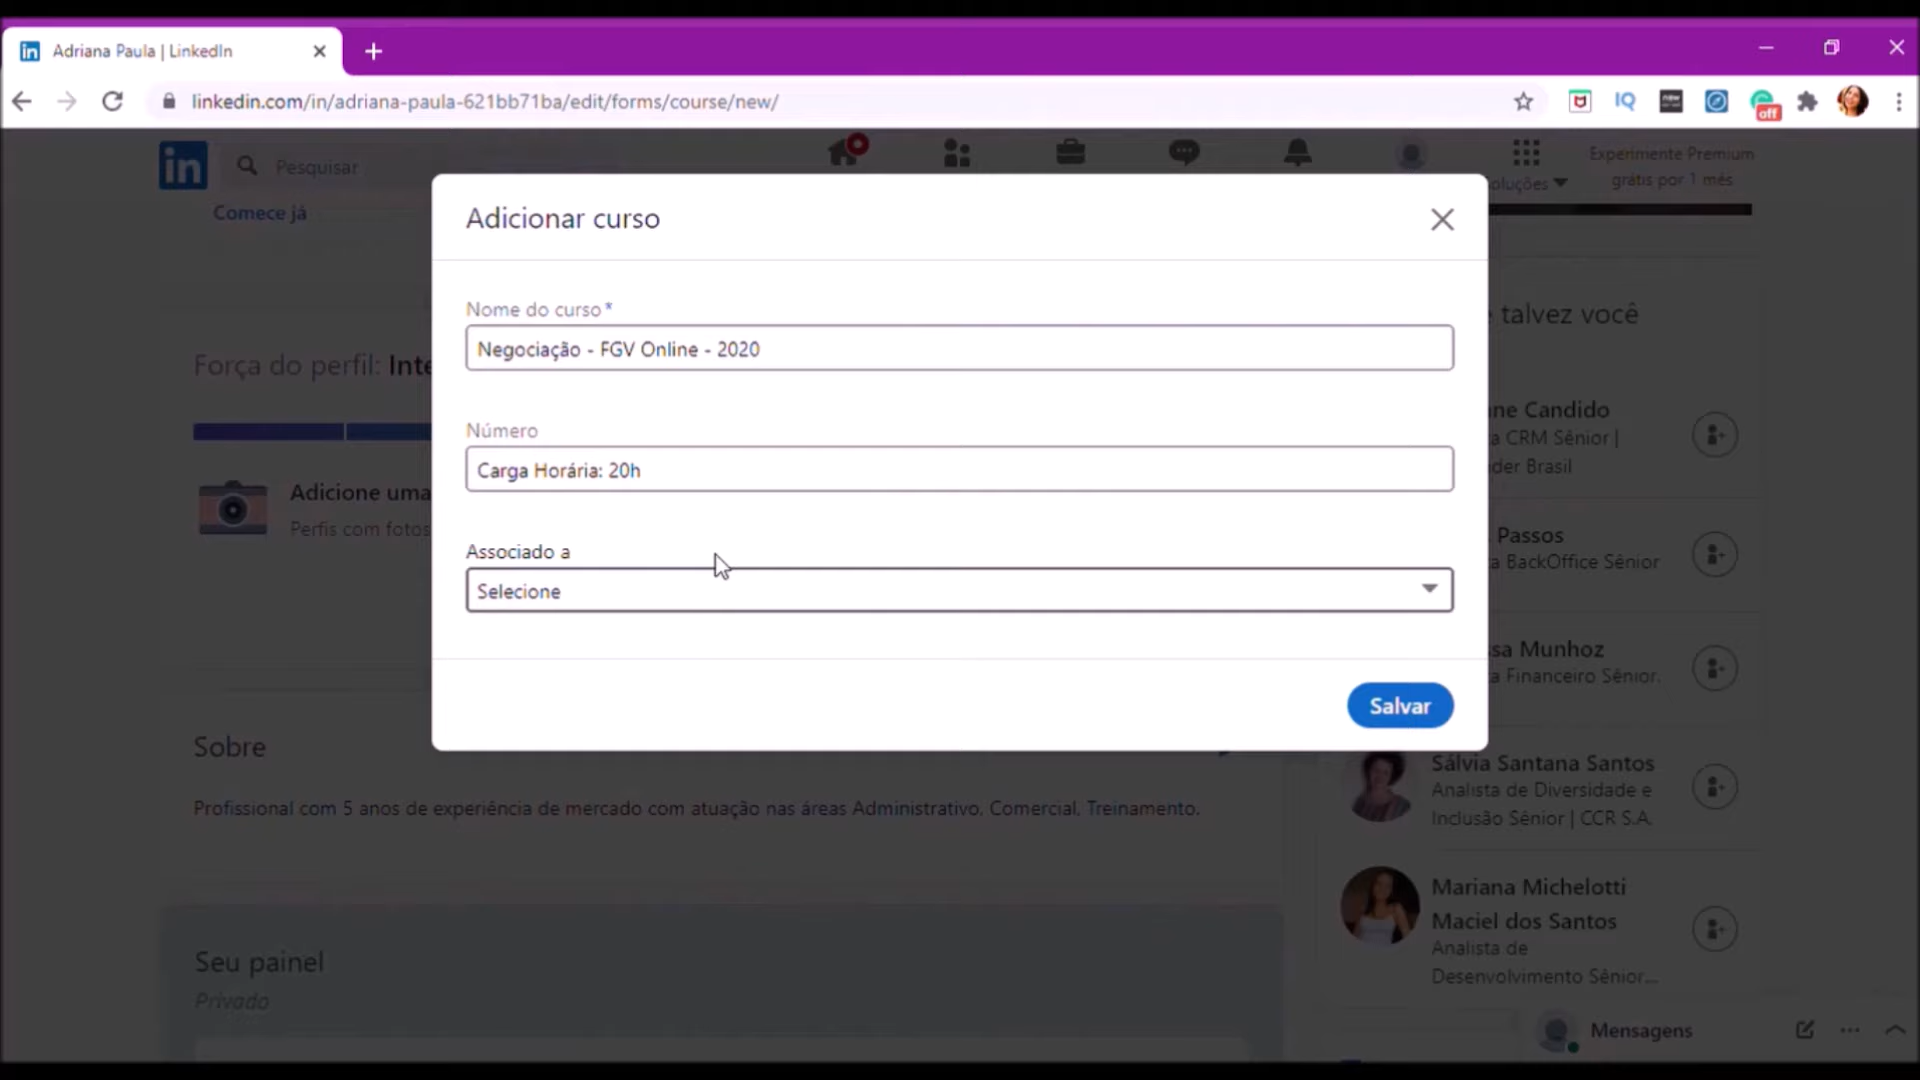 Adriana Paula | LinkedIn
linkedin.com/in/adriana-paula-621bb71ba/edit/forms/course/new/
IQ
off
in
Pesquisar
oluções
Experimente Premium
grátis por 1 mês
Comece já
Adicionar curso
Nome do curso*
Negociação - FGV Online - 2020
Número
Carga Horária: 20h
Associado a
Selecione
Salvar
Força do perfil: Inte
Adicione uma
Perfis com fotos
Sobre
Profissional com 5 anos de experiência de mercado com atuação nas áreas Administrativo, Comercial, Treinamento.
Seu painel
Privado
talvez você
ne Candido
a CRM Sênior |
der Brasil
Passos
a BackOffice Sênior
sa Munhoz
a Financeiro Sênior.
Sálvia Santana Santos
Analista de Diversidade e
Inclusão Sênior | CCR S.A.
Mariana Michelotti
Maciel dos Santos
Analista de
Desenvolvimento Sênior...
Mensagens